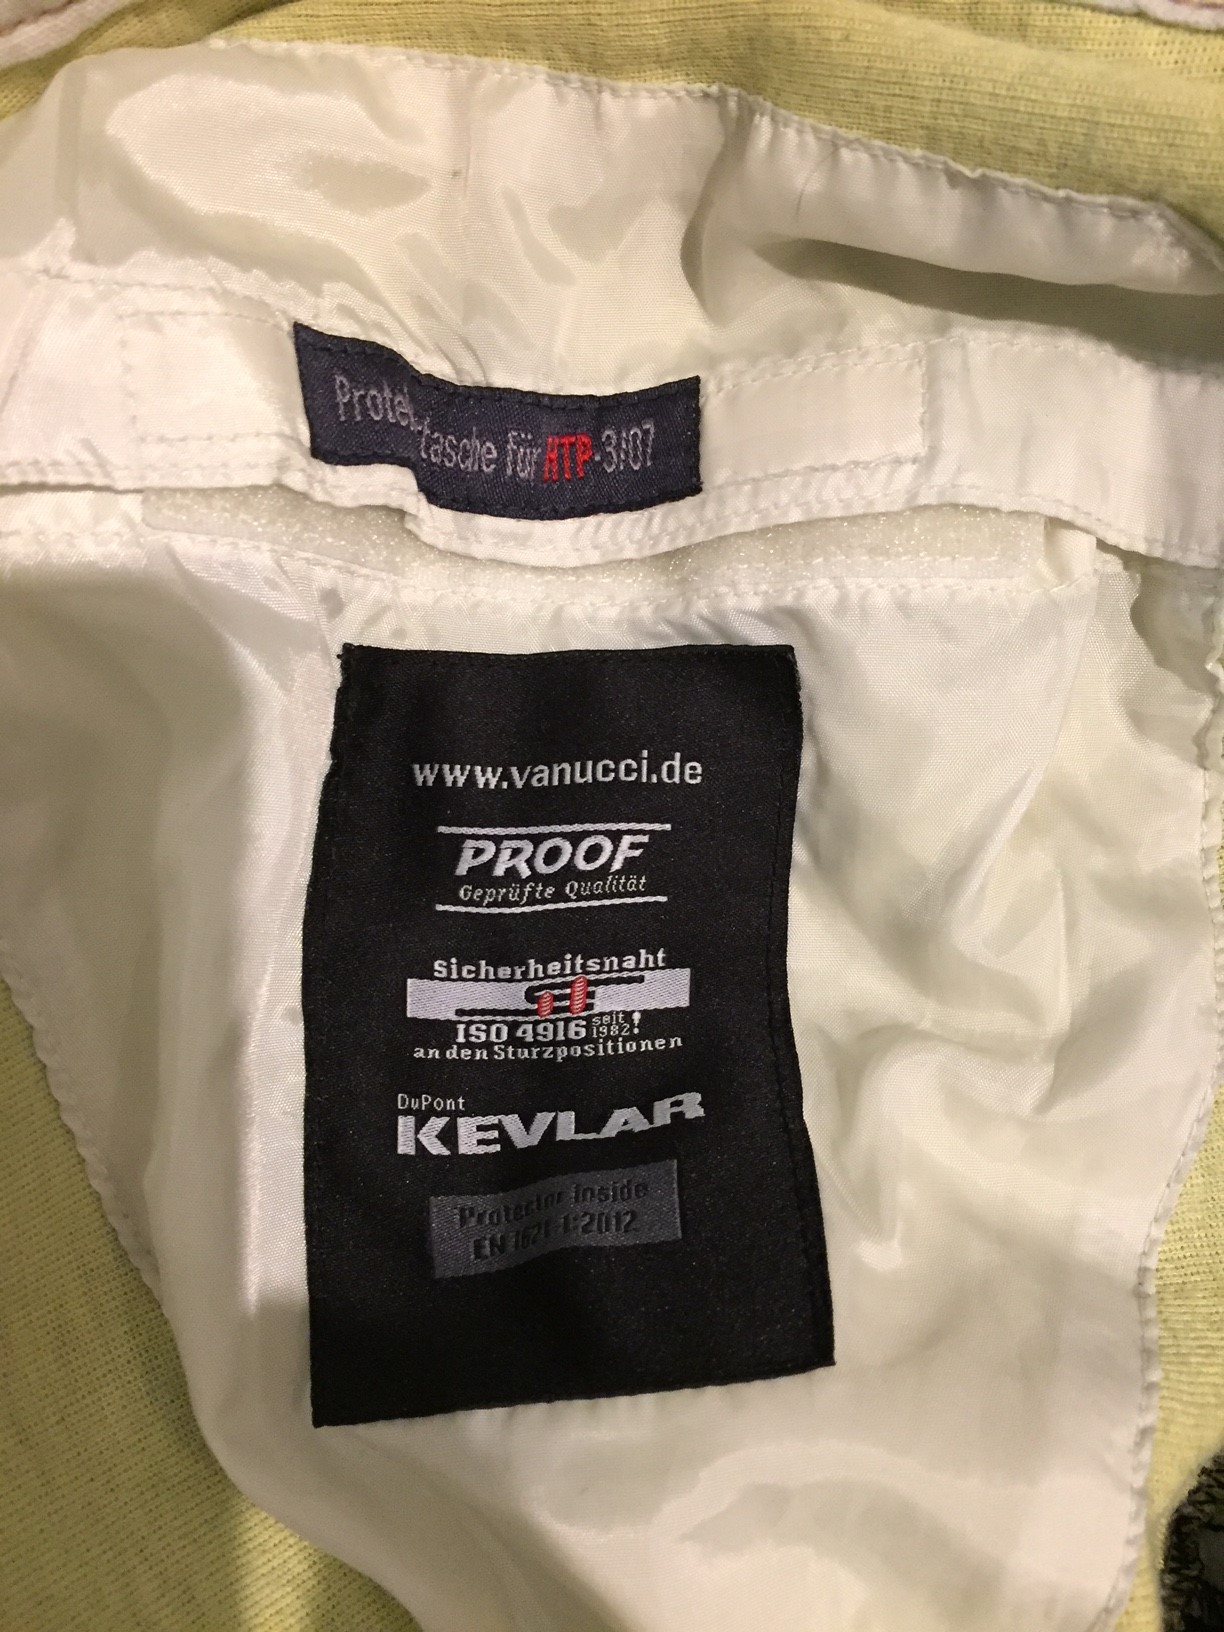 Protektortasche für HTP-3/07
www.vanucci.de
PROOF
Geprüfte Qualität
Sicherheitsnaht
ISO 4916 seit 1982!
an den Sturzpositionen
DuPont
KEVLAR
Protector inside
EN 1621-1:2012